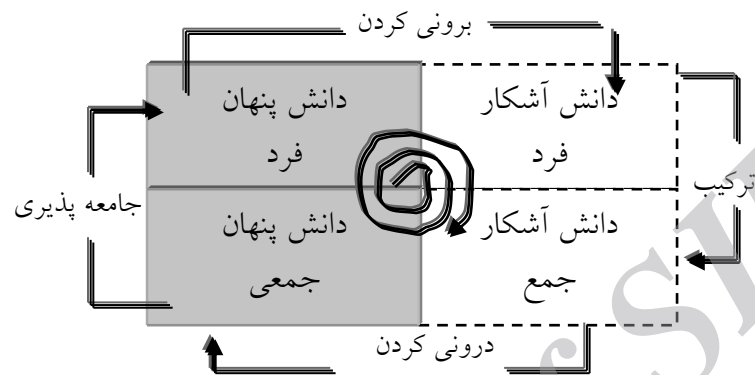 برونی کردن
دانش آشکار
فرد
دانش پنهان
فرد
ترکیب
جامعه پذیری
دانش آشکار
جمع
دانش پنهان
جمعی
درونی کردن